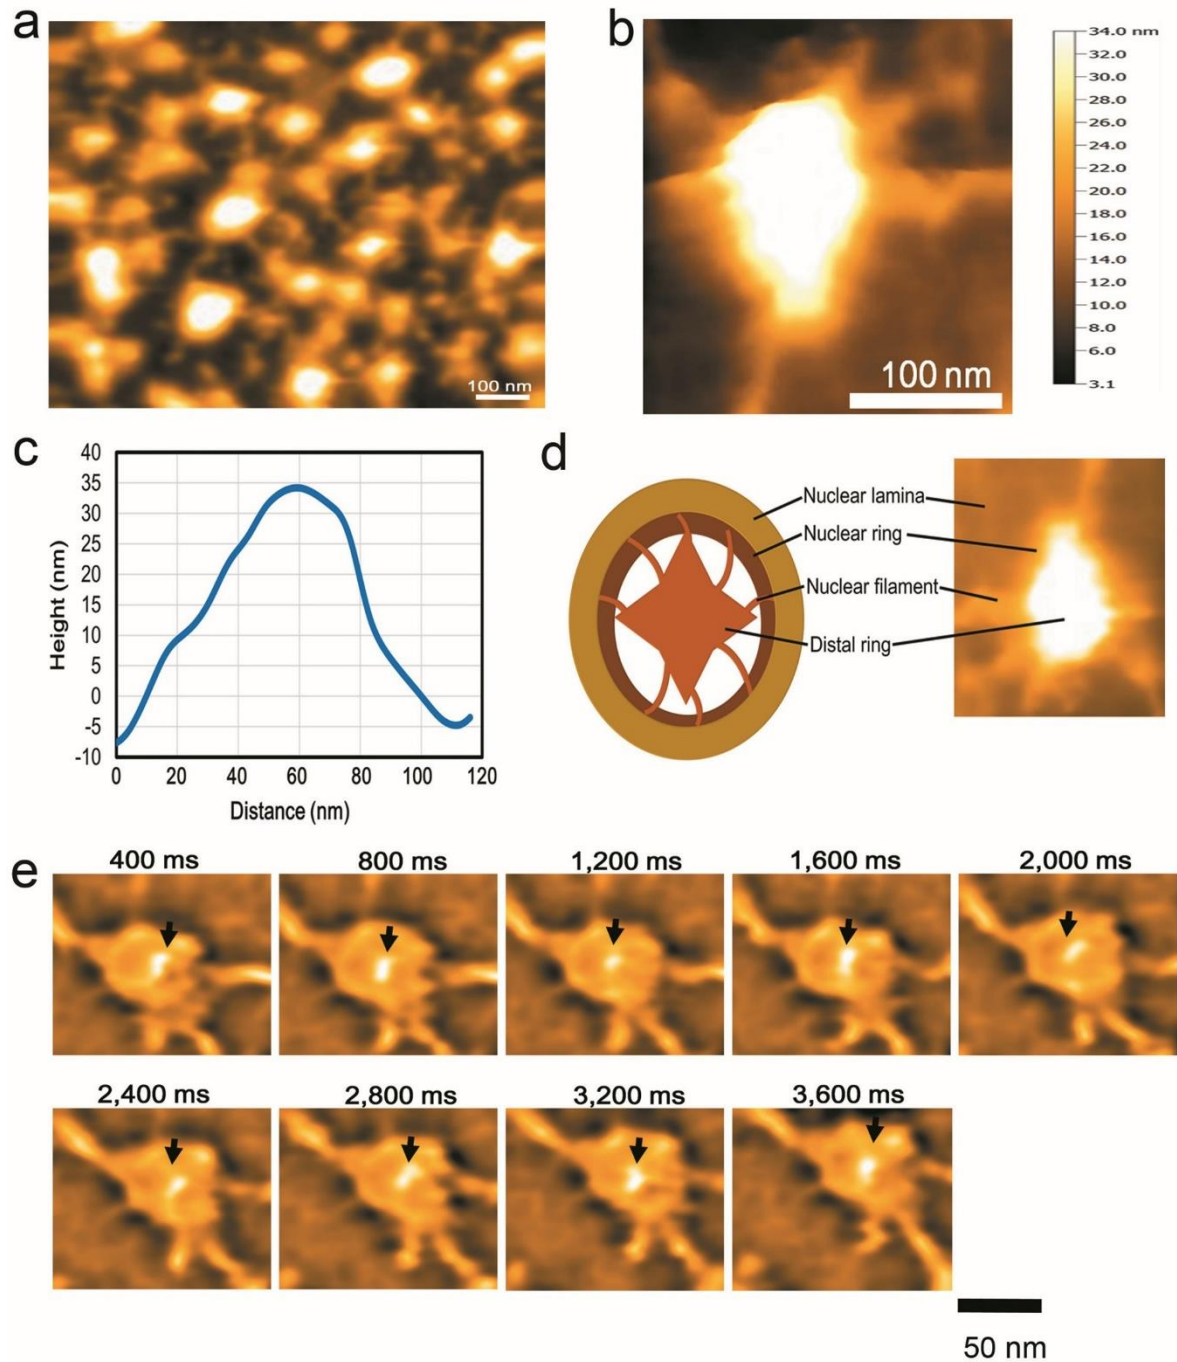 a
100 nm
b
100 nm
34.0 nm
32.0
30.0
28.0
26.0
24.0
22.0
20.0
18.0
16.0
14.0
12.0
10.0
8.0
6.0
3.1
c
Height (nm)
40
35
30
25
20
15
10
5
0
-5
-10
0 20 40 60 80 100 120
Distance (nm)
d
Nuclear lamina
Nuclear ring
Nuclear filament
Distal ring
e
400 ms 800 ms 1,200 ms 1,600 ms 2,000 ms
2,400 ms 2,800 ms 3,200 ms 3,600 ms
50 nm